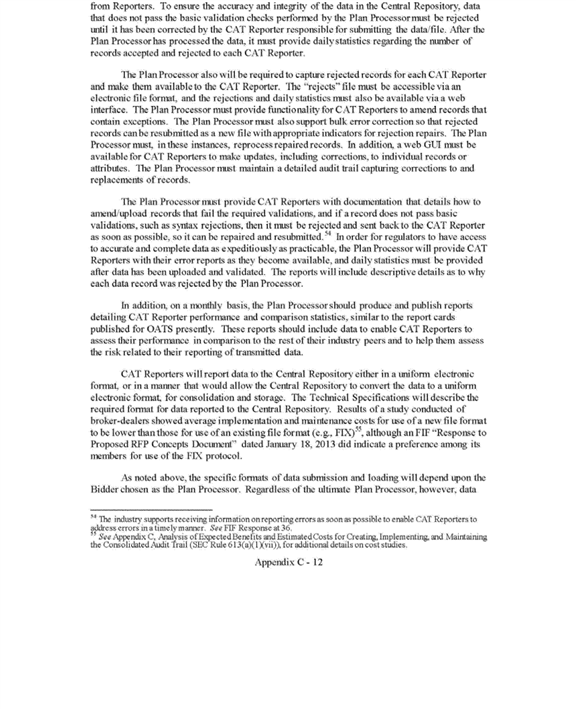 from Reporters. To ensure the accuracy and integrity of the data in the Central Repository, data
that does not pass the basic validation checks performed by the Plan Processor must be rejected
until it has been corrected by the CAT Reporter responsible for submitting the data/file. After the
Plan Processor has processed the data, it must provide daily statistics regarding the number of
records accepted and rejected to each CAT Reporter.
The Plan Processor also will be required to capture rejected records for each CAT Reporter
and make them available to the CAT Reporter. The “rejects” file must be accessible via an
electronic file format, and the rejections and daily statistics must also be available via a web
interface. The Plan Processor must provide functionality for CAT Reporters to amend records that
contain exceptions. The Plan Processor must also support bulk error correction so that rejected
records can be resubmitted as a new file with appropriate indicators for rejection repairs. The Plan
Processor must, in these instances, reprocess repaired records. In addition, a web GUI must be
available for CAT Reporters to make updates, including corrections, to individual records or
attributes. The Plan Processor must maintain a detailed audit trail capturing corrections to and
replacements of records.
The Plan Processor must provide CAT Reporters with documentation that details how to
amend/upload records that fail the required validations, and if a record does not pass basic
validations, such as syntax rejections, then it must be rejected and sent back to the CAT Reporter
as soon as possible, so it can be repaired and resubmitted.54 In order for regulators to have access
to accurate and complete data as expeditiously as practicable, the Plan Processor will provide CAT
Reporters with their error reports as they become available, and daily statistics must be provided
after data has been uploaded and validated. The reports will include descriptive details as to why
each data record was rejected by the Plan Processor.
In addition, on a monthly basis, the Plan Processor should produce and publish reports
detailing CAT Reporter performance and comparison statistics, similar to the report cards
published for OATS presently. These reports should include data to enable CAT Reporters to
assess their performance in comparison to the rest of their industry peers and to help them assess
the risk related to their reporting of transmitted data.
CAT Reporters will report data to the Central Repository either in a uniform electronic
format, or in a manner that would allow the Central Repository to convert the data to a uniform
electronic format, for consolidation and storage. The Technical Specifications will describe the
required format for data reported to the Central Repository. Results of a study conducted of
broker-dealers showed average implementation and maintenance costs for use of a new file format
to be lower than those for use of an existing file format (e.g., FIX)55, although an FIF “Response to
Proposed RFP Concepts Document” dated January 18, 2013 did indicate a preference among its
members for use of the FIX protocol.
As noted above, the specific formats of data submission and loading will depend upon the
Bidder chosen as the Plan Processor. Regardless of the ultimate Plan Processor, however, data
54 The industry supports receiving information on reporting errors as soon as possible to enable CAT Reporters to
address errors in a timely manner. See FIF Response at 36.
55 See Appendix C, Analysis of Expected Benefits and Estimated Costs for Creating, Implementing, and Maintaining
the Consolidated Audit Trail (SEC Rule 613(a)(1)(vii)), for additional details on cost studies.
Appendix C - 12